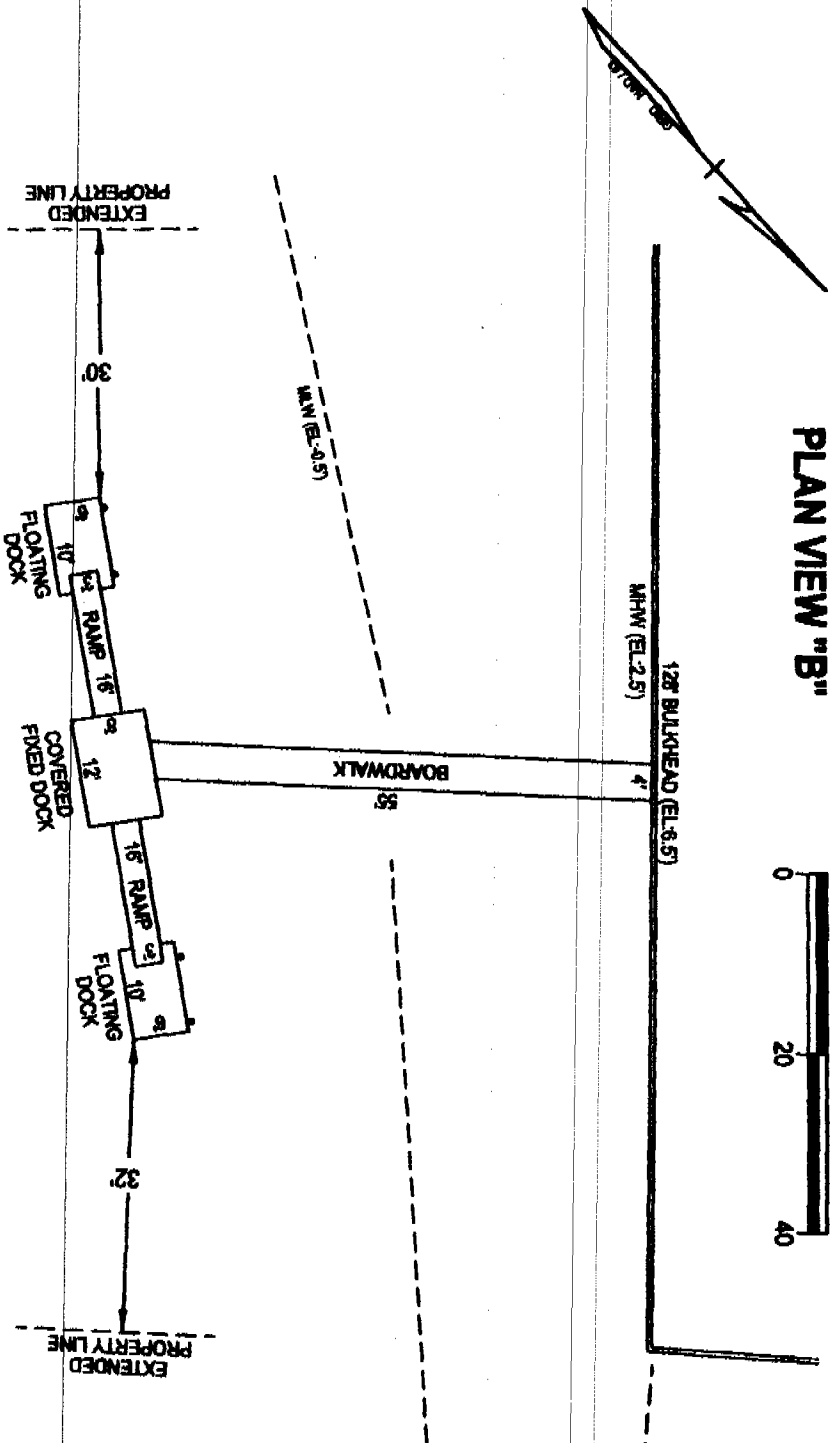 PLAN VIEW "B"
0
20
40
128' BULKHEAD (EL-6.5')
MHW (EL-2.5')
4'
BOARDWALK
55'
MLW (EL-0.5')
EXTENDED
PROPERTY LINE
30'
10'
FLOATING
DOCK
3'
RAMP
16'
12'
COVERED
FIXED DOCK
16'
RAMP
3'
10'
FLOATING
DOCK
32'
EXTENDED
PROPERTY LINE